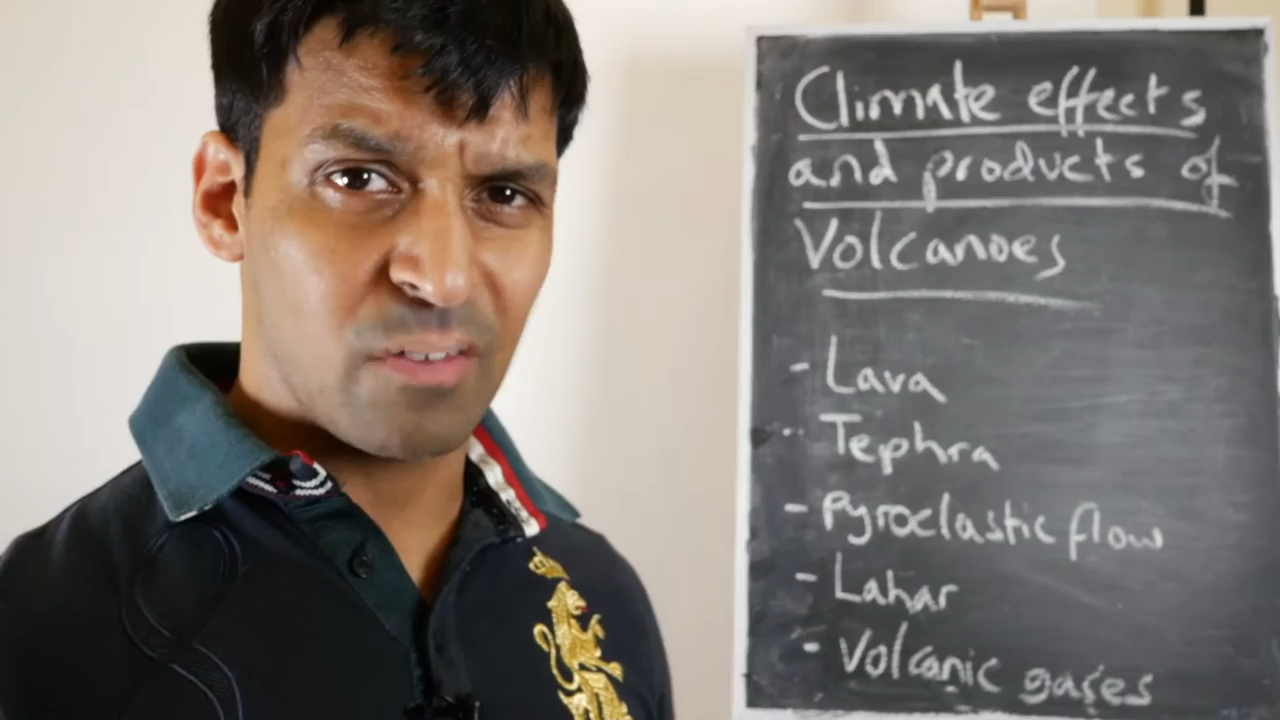 Climate effects
and products of
Volcanoes
- Lava
- Tephra
- Pyroclastic flow
- Lahar
- Volcanic gases